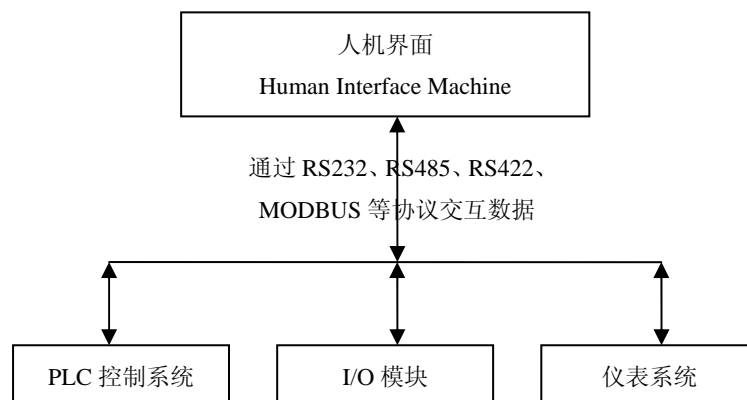 人机界面
Human Interface Machine
通过 RS232、RS485、RS422、
MODBUS 等协议交互数据
PLC 控制系统
I/O 模块
仪表系统